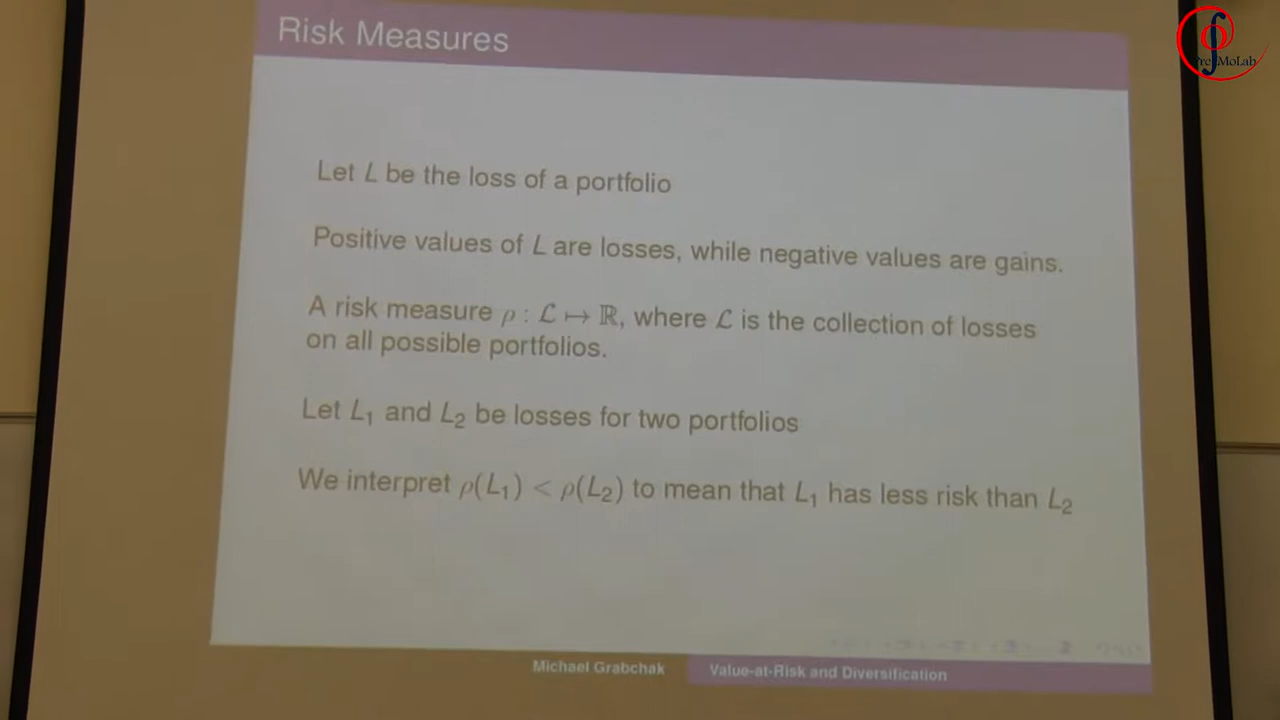 Risk Measures
Let L be the loss of a portfolio
Positive values of L are losses, while negative values are gains.
A risk measure ρ : ℒ ↦ ℝ, where ℒ is the collection of losses
on all possible portfolios.
Let L₁ and L₂ be losses for two portfolios
We interpret ρ(L₁) < ρ(L₂) to mean that L₁ has less risk than L₂
Michael Grabchak
Value-at-Risk and Diversification